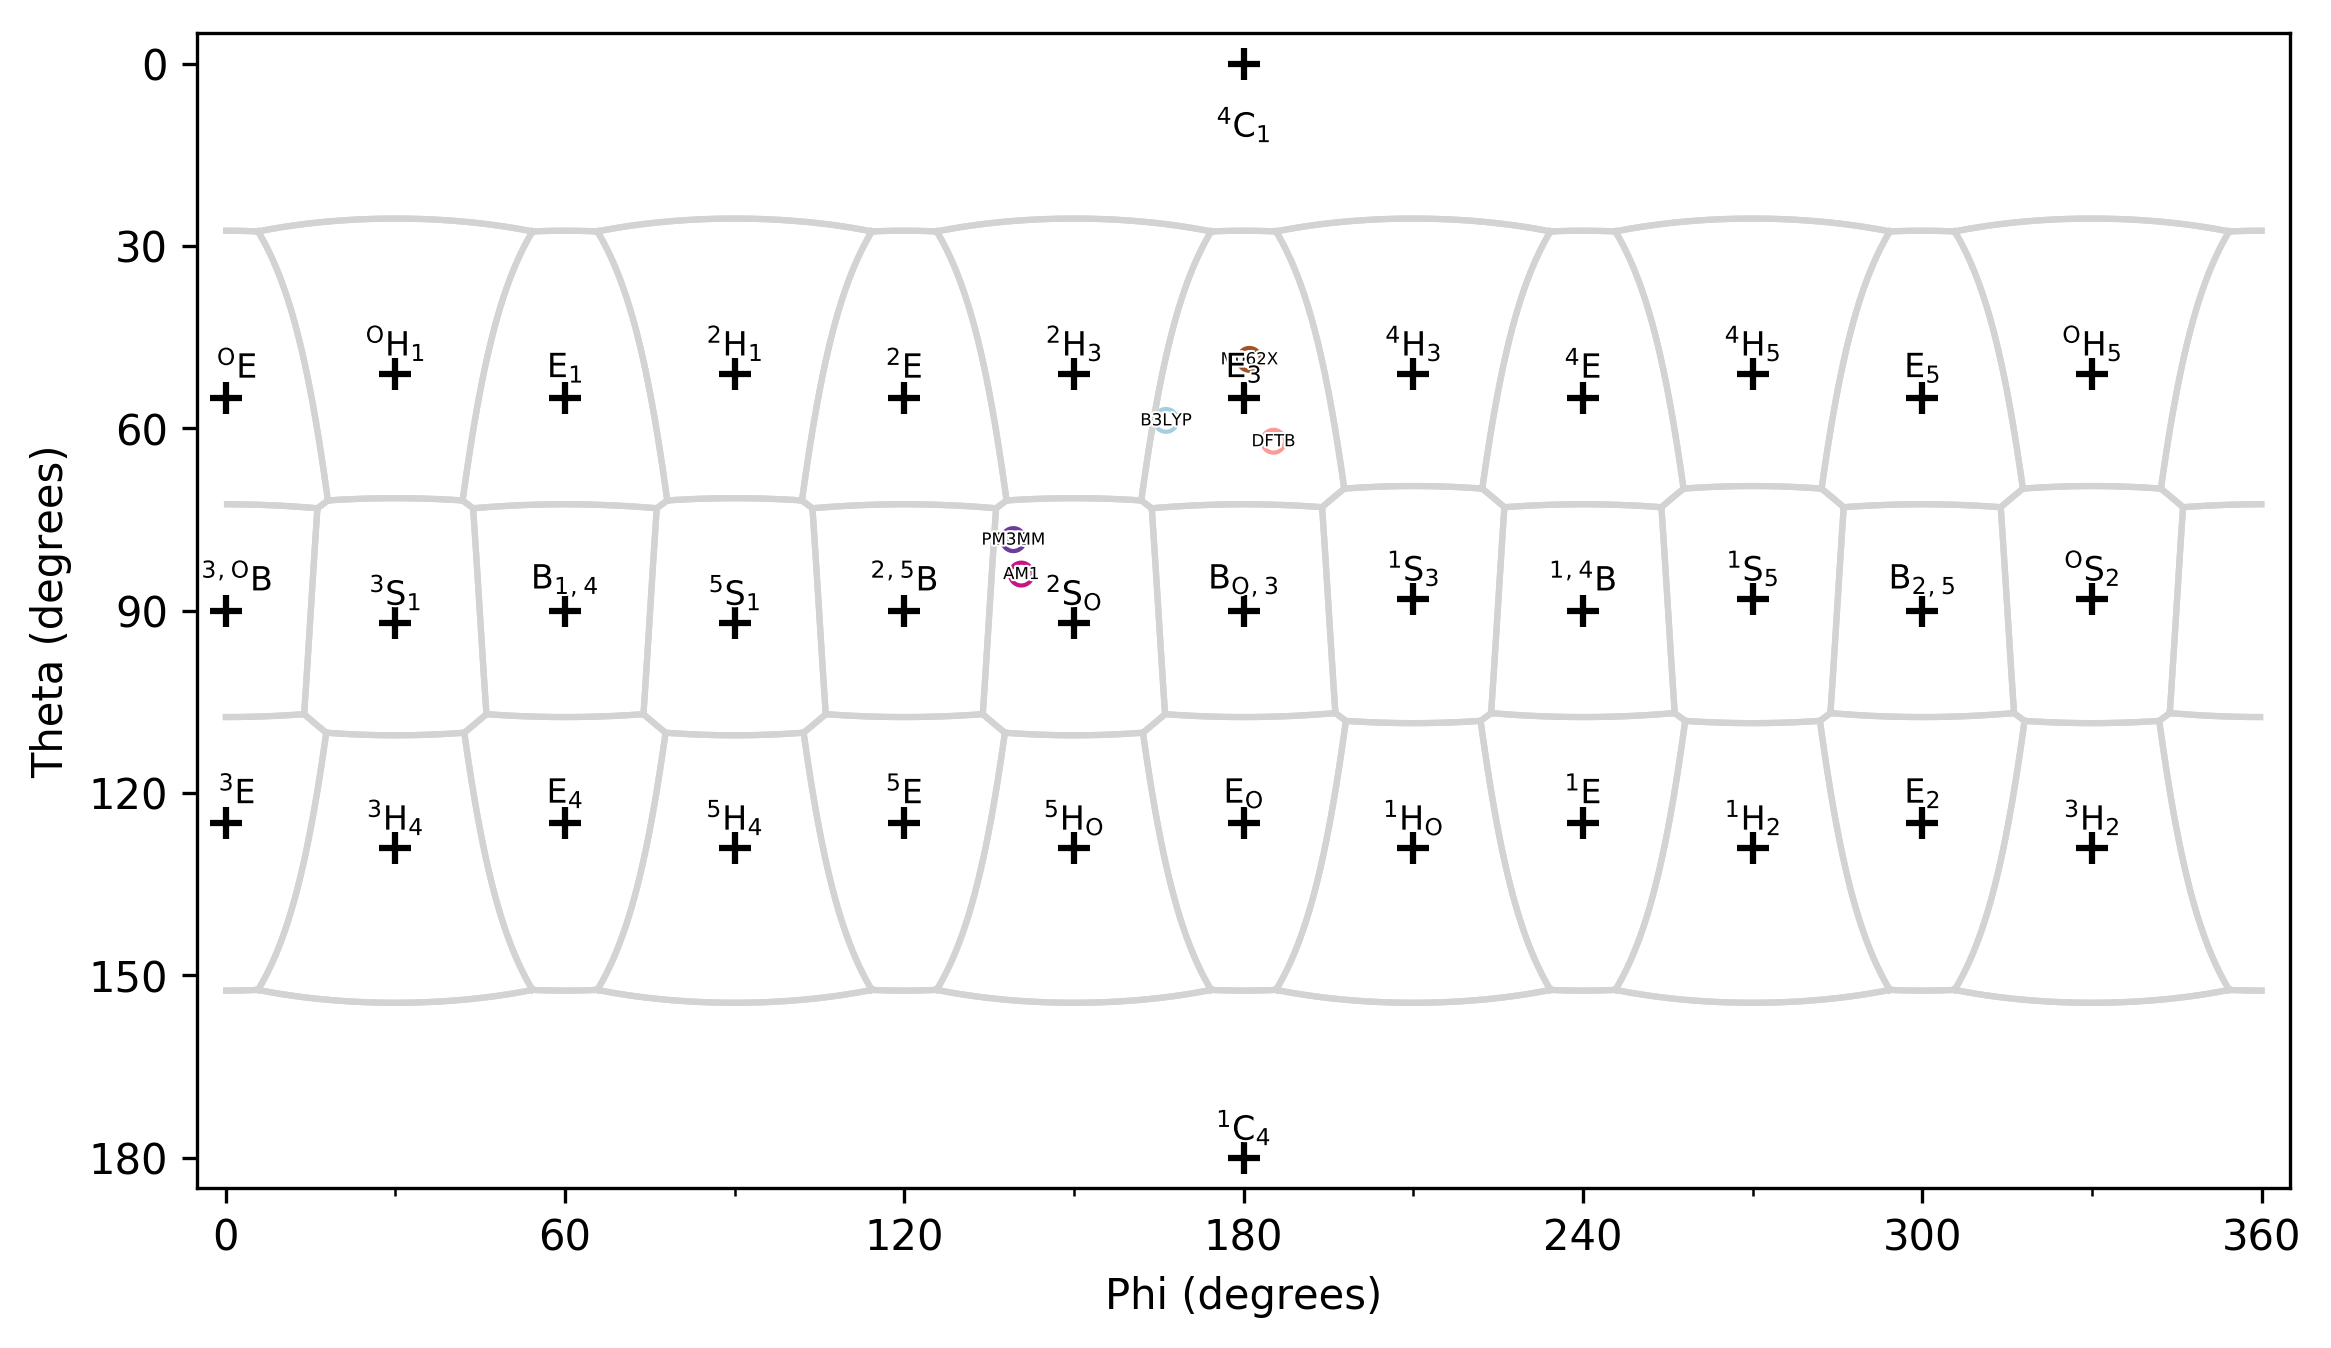 0
⁴C₁
30
ᴼE
ᴼH₁
E₁
²H₁
²E
²H₃
E₃
⁴H₃
⁴E
⁴H₅
E₅
ᴼH₅
60
B3LYP
DFTB
PM3MM
AM1
Theta (degrees)
90
³,ᴼB
³S₁
B₁,₄
⁵S₁
²,⁵B
²Sₒ
Bₒ,₃
¹S₃
¹,⁴B
¹S₅
B₂,₅
ᴼS₂
120
³E
³H₄
E₄
⁵H₄
⁵E
⁵Hₒ
Eₒ
¹Hₒ
¹E
¹H₂
E₂
³H₂
150
¹C₄
180
0 60 120 180 240 300 360
Phi (degrees)